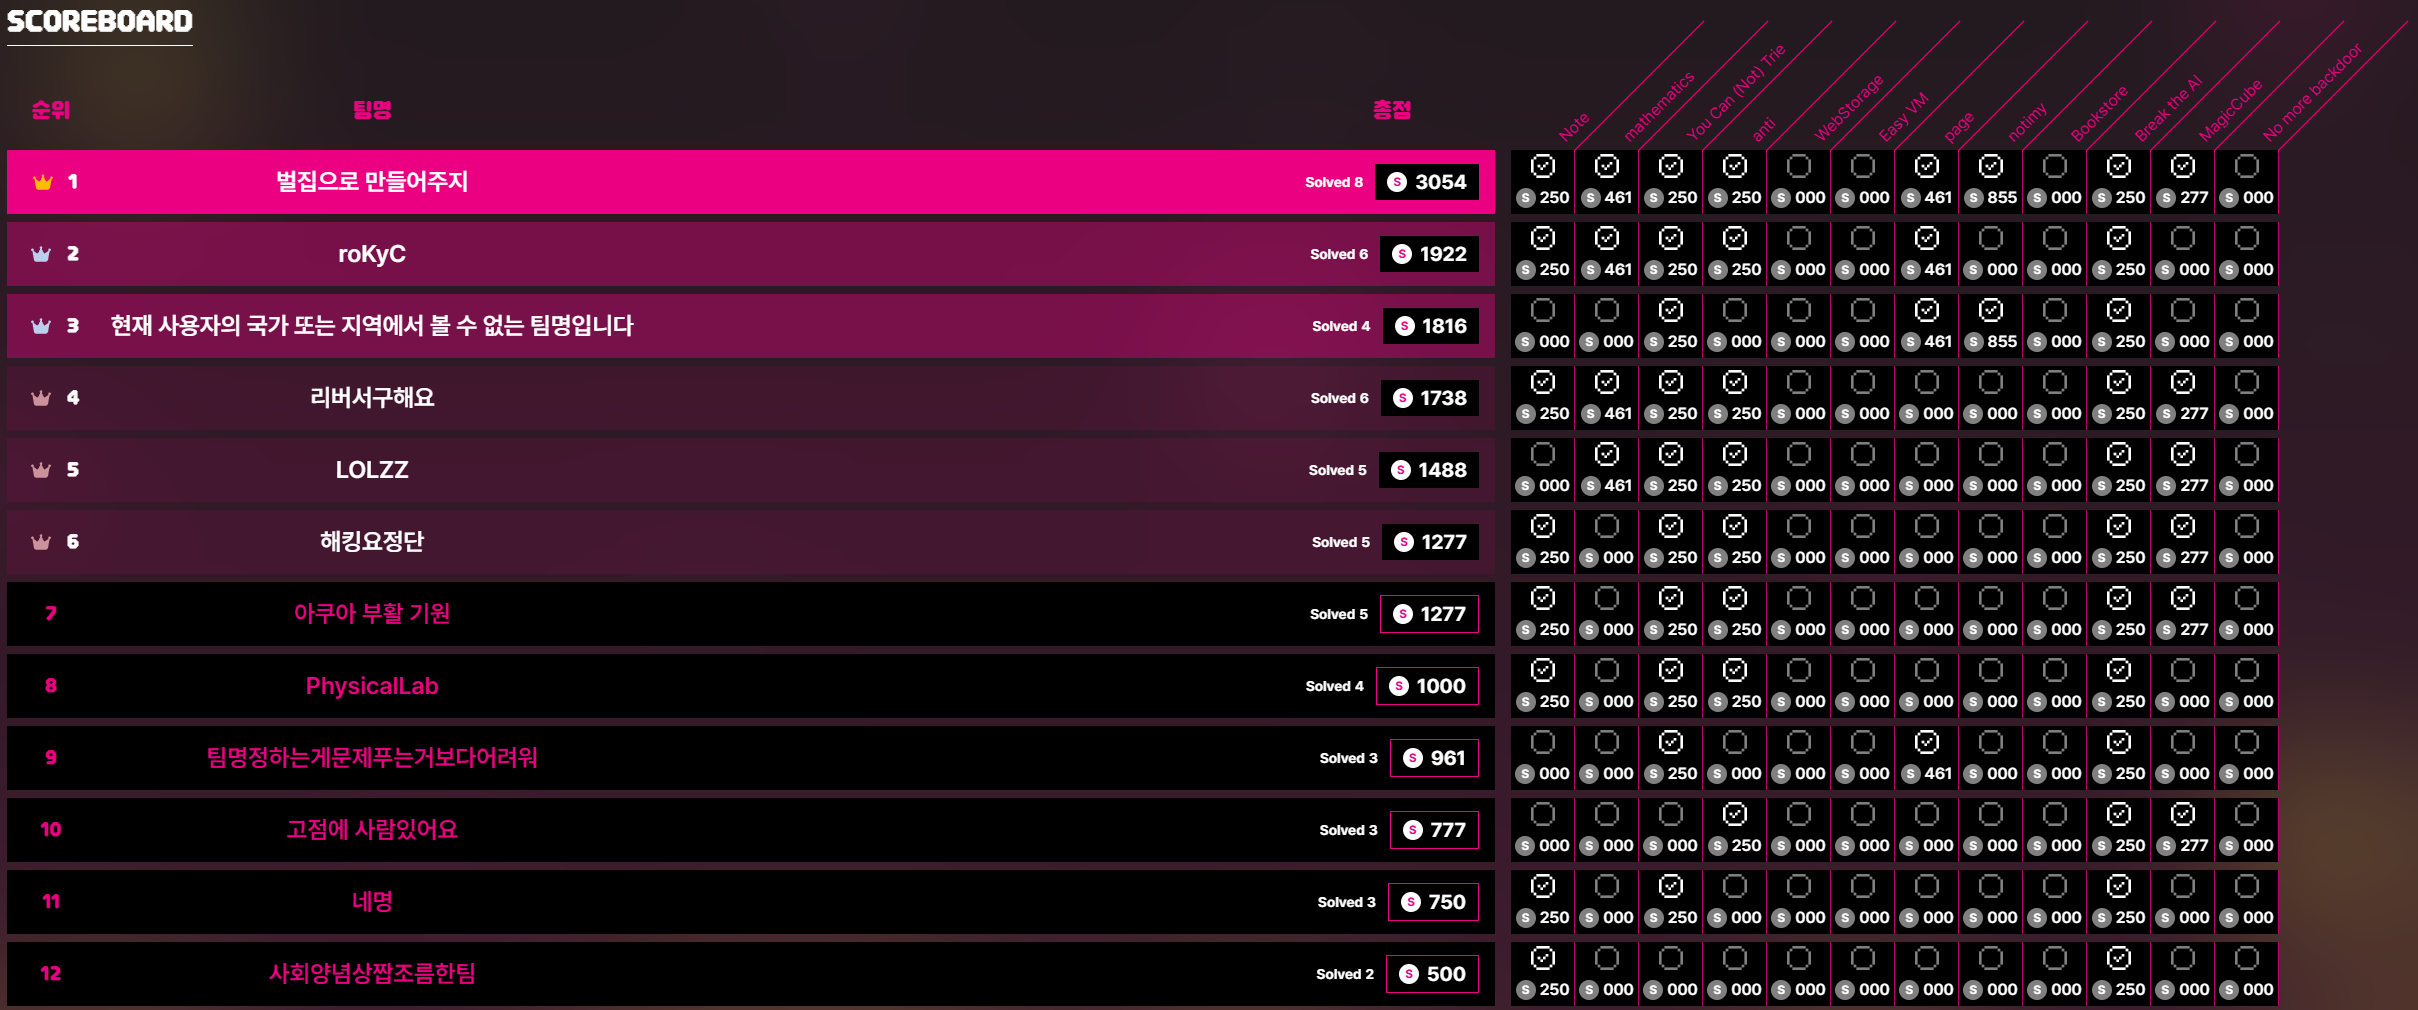 SCOREBOARD
순위 팀명 총점 Note mathematics You Can (Not) Trie anti WebStorage Easy VM page notimy Bookstore Break the AI MagicCube No more backdoor
1 벌집으로 만들어주지 Solved 8 S 3054
S 250 S 461 S 250 S 250 S 000 S 000 S 461 S 855 S 000 S 250 S 277 S 000
2 roKyC Solved 6 S 1922
S 250 S 461 S 250 S 250 S 000 S 000 S 461 S 000 S 000 S 250 S 000 S 000
3 현재 사용자의 국가 또는 지역에서 볼 수 없는 팀명입니다 Solved 4 S 1816
S 000 S 000 S 250 S 000 S 000 S 000 S 461 S 855 S 000 S 250 S 000 S 000
4 리버서구해요 Solved 6 S 1738
S 250 S 461 S 250 S 250 S 000 S 000 S 000 S 000 S 000 S 250 S 277 S 000
5 LOLZZ Solved 5 S 1488
S 000 S 461 S 250 S 250 S 000 S 000 S 000 S 000 S 000 S 250 S 277 S 000
6 해킹요정단 Solved 5 S 1277
S 250 S 000 S 250 S 250 S 000 S 000 S 000 S 000 S 000 S 250 S 277 S 000
7 아쿠아 부활 기원 Solved 5 S 1277
S 250 S 000 S 250 S 250 S 000 S 000 S 000 S 000 S 000 S 250 S 277 S 000
8 PhysicalLab Solved 4 S 1000
S 250 S 000 S 250 S 250 S 000 S 000 S 000 S 000 S 000 S 250 S 000 S 000
9 팀명정하는게문제푸는거보다어려워 Solved 3 S 961
S 000 S 000 S 250 S 000 S 000 S 000 S 461 S 000 S 000 S 250 S 000 S 000
10 고점에 사람있어요 Solved 3 S 777
S 000 S 000 S 000 S 250 S 000 S 000 S 000 S 000 S 000 S 250 S 277 S 000
11 네명 Solved 3 S 750
S 250 S 000 S 250 S 000 S 000 S 000 S 000 S 000 S 000 S 250 S 000 S 000
12 사회양념상짭조름한팀 Solved 2 S 500
S 250 S 000 S 000 S 000 S 000 S 000 S 000 S 000 S 000 S 250 S 000 S 000